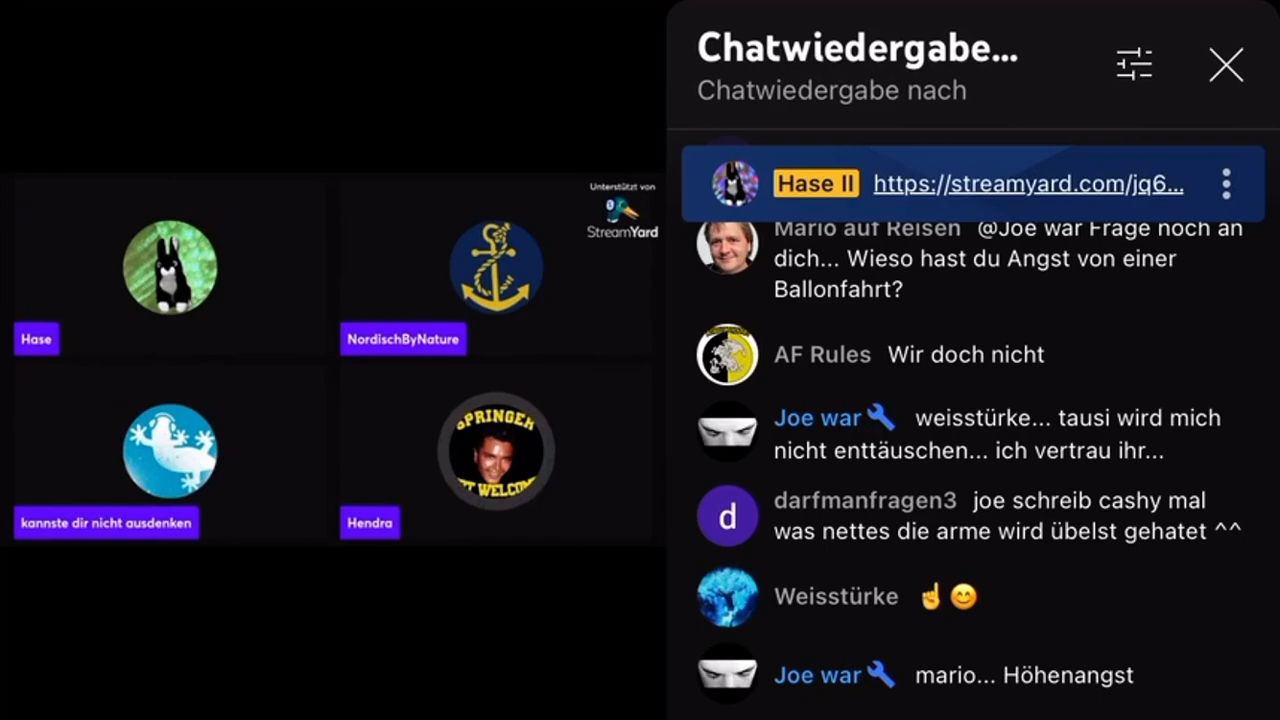 Unterstützt von
StreamYard
Hase
NordischByNature
SPRINGER
kannste dir nicht ausdenken
Hendra
Chatwiedergabe...
Chatwiedergabe nach
Hase II https://streamyard.com/jq6...
Mario auf Reisen @Joe war Frage noch an
dich... Wieso hast du Angst von einer
Ballonfahrt?
AF Rules Wir doch nicht
Joe war weisstürke... tausi wird mich
nicht enttäuschen... ich vertrau ihr...
d
darfmanfragen3 joe schreib cashy mal
was nettes die arme wird übelst gehatet ^^
Weisstürke ☝️😊
Joe war mario... Höhenangst